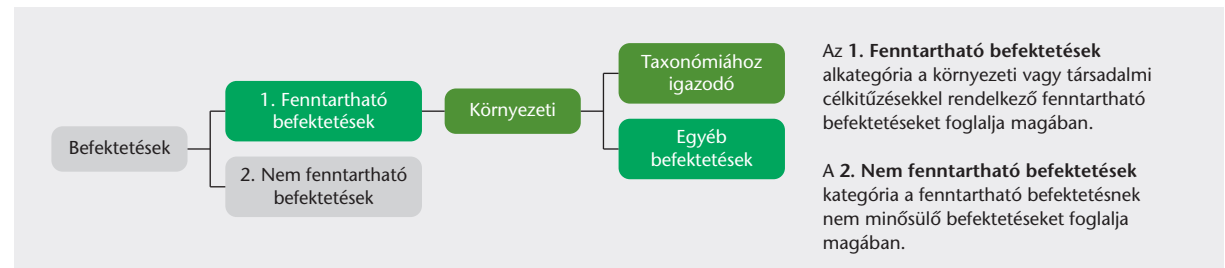 Befektetések
1. Fenntartható
befektetések
2. Nem fenntartható
befektetések
Környezeti
Taxonómiához
igazodó
Egyéb
befektetések
Az 1. Fenntartható befektetések
alkategória a környezeti vagy társadalmi
célkitűzésekkel rendelkező fenntartható
befektetéseket foglalja magában.
A 2. Nem fenntartható befektetések
kategória a fenntartható befektetésnek
nem minősülő befektetéseket foglalja
magában.